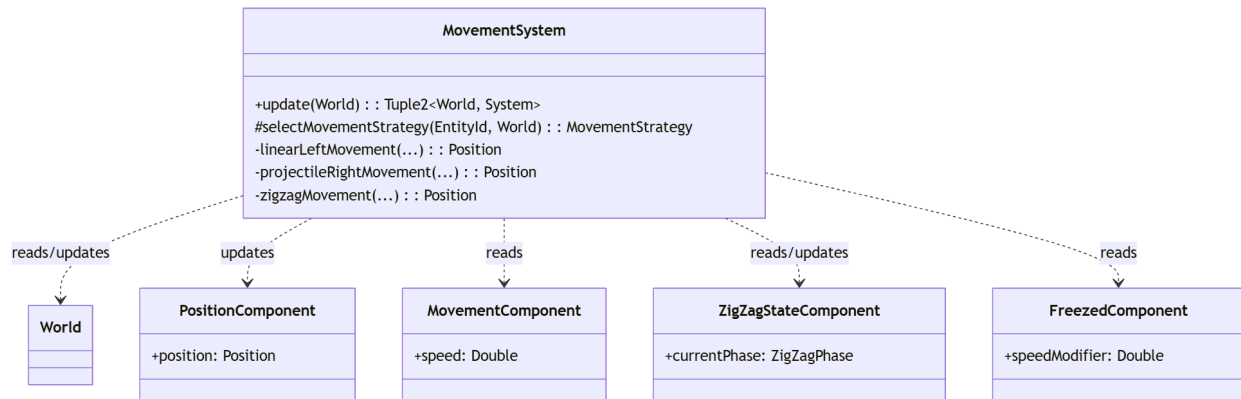 MovementSystem
+update(World) : : Tuple2<World, System>
#selectMovementStrategy(EntityId, World) : : MovementStrategy
-linearLeftMovement(...) : : Position
-projectileRightMovement(...) : : Position
-zigzagMovement(...) : : Position
reads/updates
updates
reads
reads/updates
reads
World
PositionComponent
+position: Position
MovementComponent
+speed: Double
ZigZagStateComponent
+currentPhase: ZigZagPhase
FreezedComponent
+speedModifier: Double